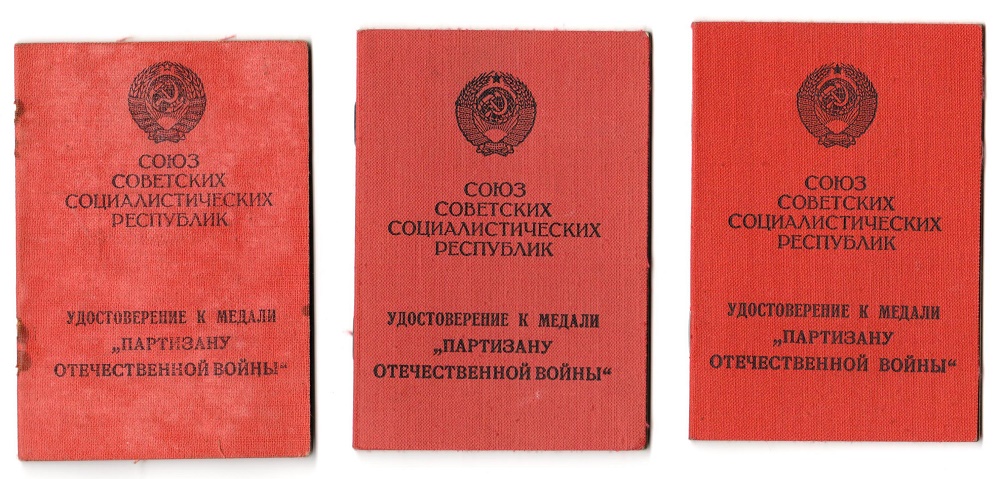 СОЮЗ
СОВЕТСКИХ
СОЦИАЛИСТИЧЕСКИХ
РЕСПУБЛИК
УДОСТОВЕРЕНИЕ К МЕДАЛИ
„ПАРТИЗАНУ
ОТЕЧЕСТВЕННОЙ ВОЙНЫ“
СОЮЗ
СОВЕТСКИХ
СОЦИАЛИСТИЧЕСКИХ
РЕСПУБЛИК
УДОСТОВЕРЕНИЕ К МЕДАЛИ
„ПАРТИЗАНУ
ОТЕЧЕСТВЕННОЙ ВОЙНЫ“
СОЮЗ
СОВЕТСКИХ
СОЦИАЛИСТИЧЕСКИХ
РЕСПУБЛИК
УДОСТОВЕРЕНИЕ К МЕДАЛИ
„ПАРТИЗАНУ
ОТЕЧЕСТВЕННОЙ ВОЙНЫ“